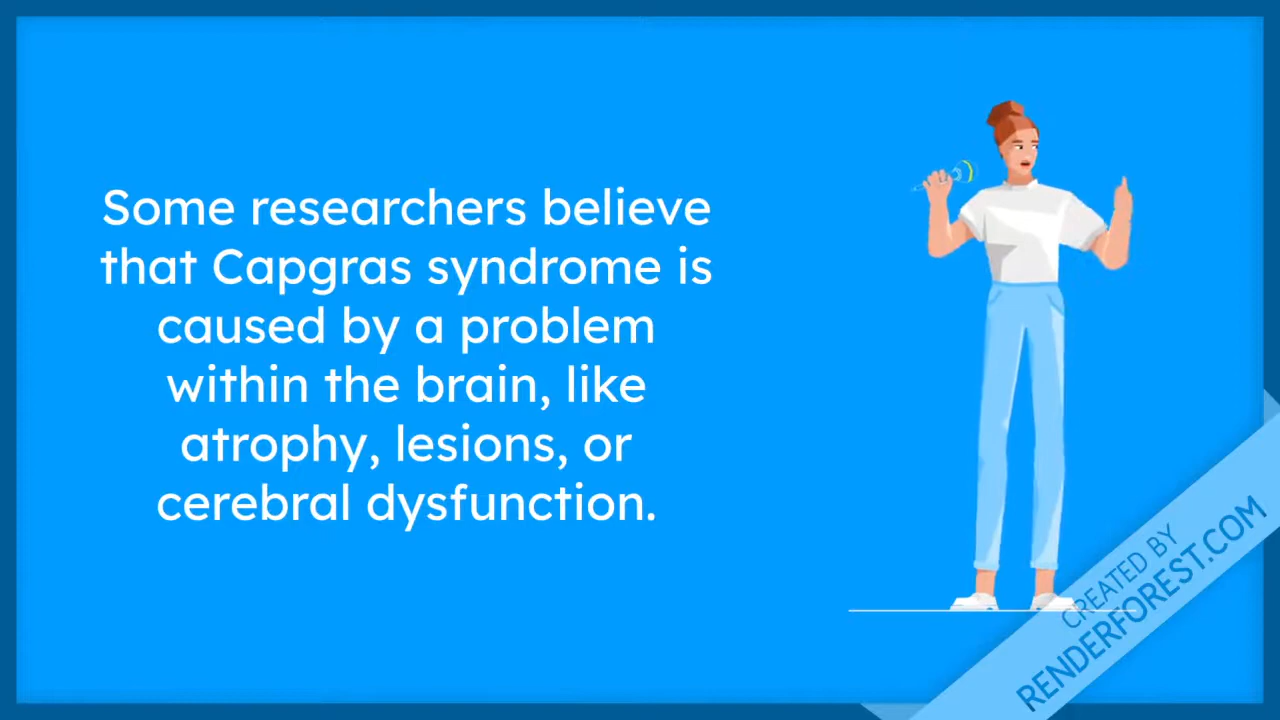 Some researchers believe
that Capgras syndrome is
caused by a problem
within the brain, like
atrophy, lesions, or
cerebral dysfunction.
CREATED BY
RENDERFOREST.COM